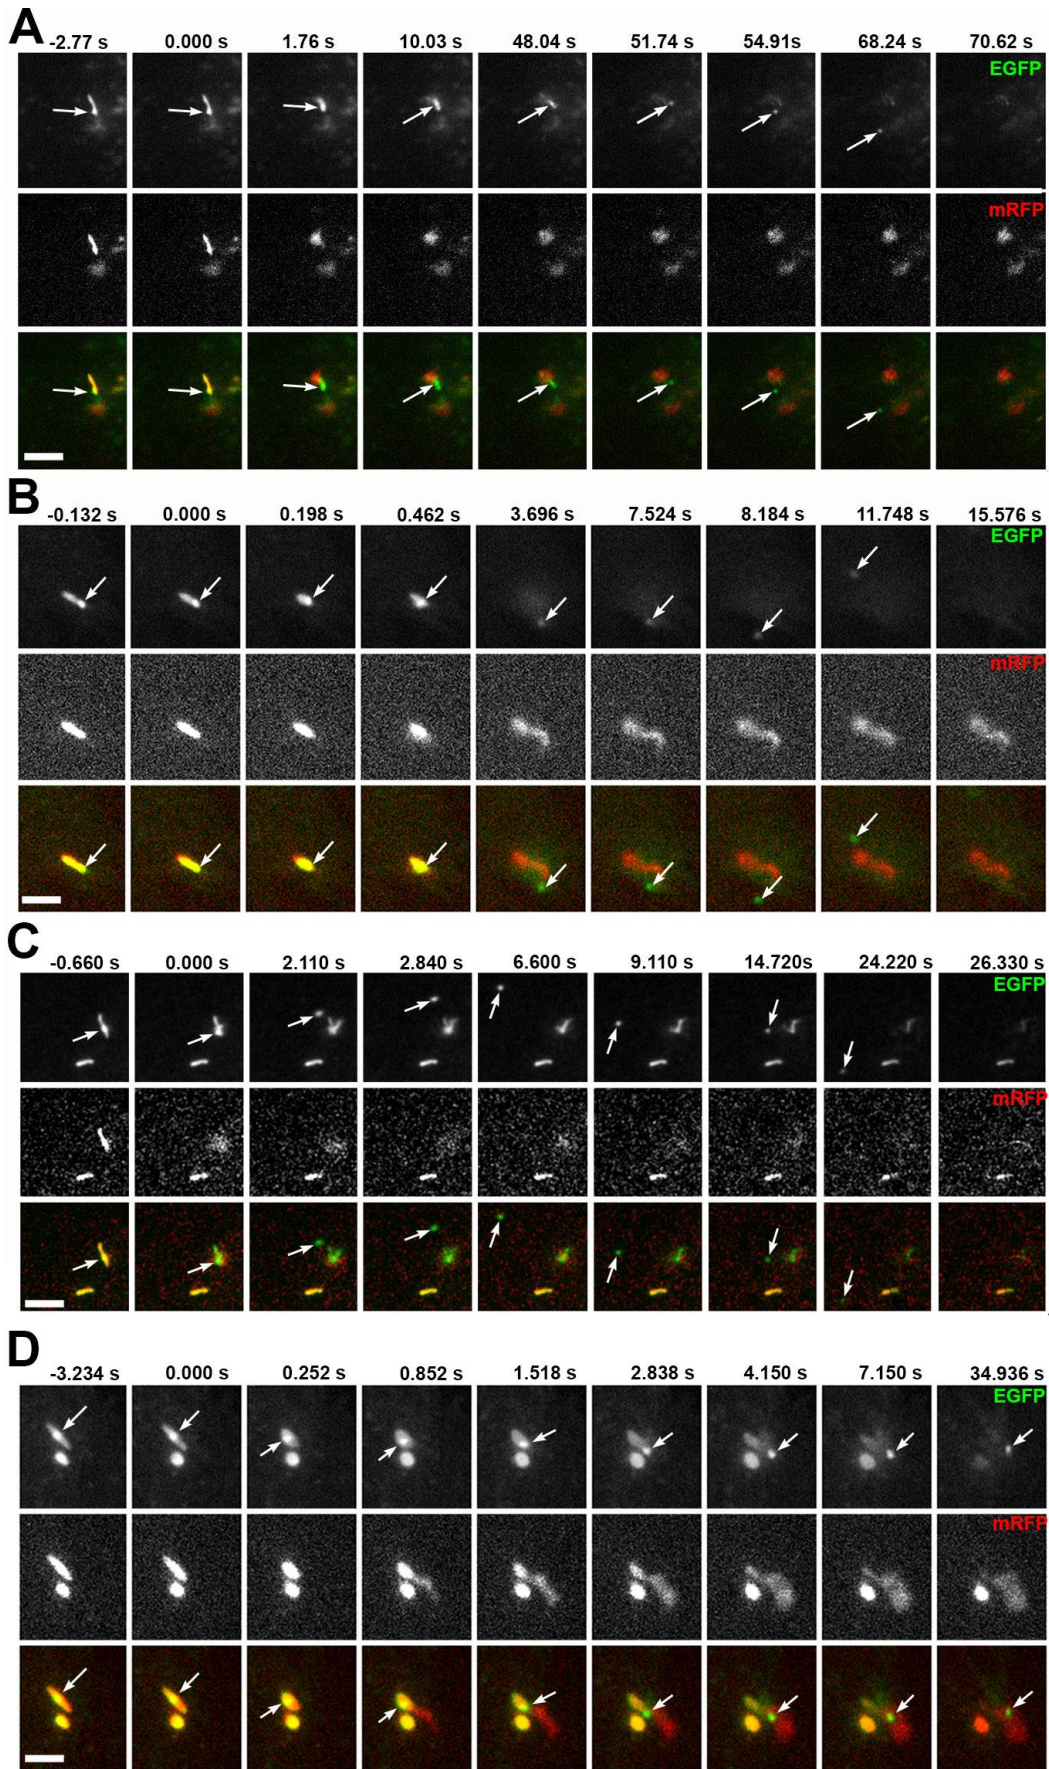 A
-2.77 s 0.000 s 1.76 s 10.03 s 48.04 s 51.74 s 54.91s 68.24 s 70.62 s
EGFP
mRFP
B
-0.132 s 0.000 s 0.198 s 0.462 s 3.696 s 7.524 s 8.184 s 11.748 s 15.576 s
EGFP
mRFP
C
-0.660 s 0.000 s 2.110 s 2.840 s 6.600 s 9.110 s 14.720s 24.220 s 26.330 s
EGFP
mRFP
D
-3.234 s 0.000 s 0.252 s 0.852 s 1.518 s 2.838 s 4.150 s 7.150 s 34.936 s
EGFP
mRFP